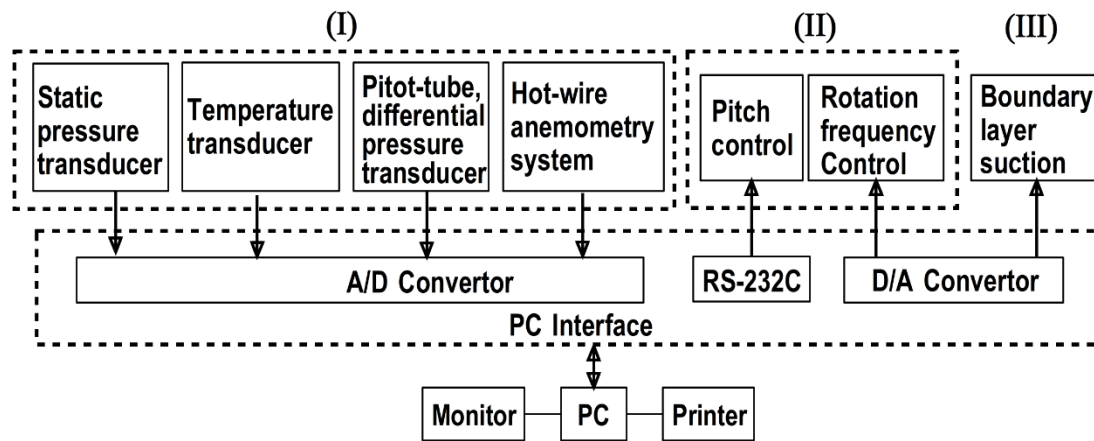 (I)
(II)
(III)
Static
pressure
transducer
Temperature
transducer
Pitot-tube,
differential
pressure
transducer
Hot-wire
anemometry
system
Pitch
control
Rotation
frequency
Control
Boundary
layer
suction
A/D Convertor
RS-232C
D/A Convertor
PC Interface
Monitor
PC
Printer